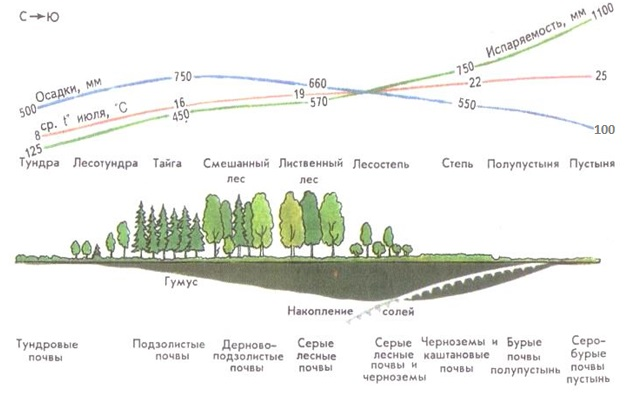 С→Ю
Испаряемость, мм 1100
Осадки, мм
500 750 660 750 22 25
ср. t° июля, °С
8 16 19 550
125 450 570 100
Тундра Лесотундра Тайга Смешанный лес Лиственный лес Лесостепь Степь Полупустыня Пустыня
Гумус
Накопление солей
Тундровые почвы
Подзолистые почвы
Дерново-
подзолистые
почвы
Серые
лесные
почвы
Серые
лесные
почвы и
черноземы
Черноземы и
каштановые
почвы
Бурые
почвы
полупустынь
Серо-
бурые
почвы
пустынь